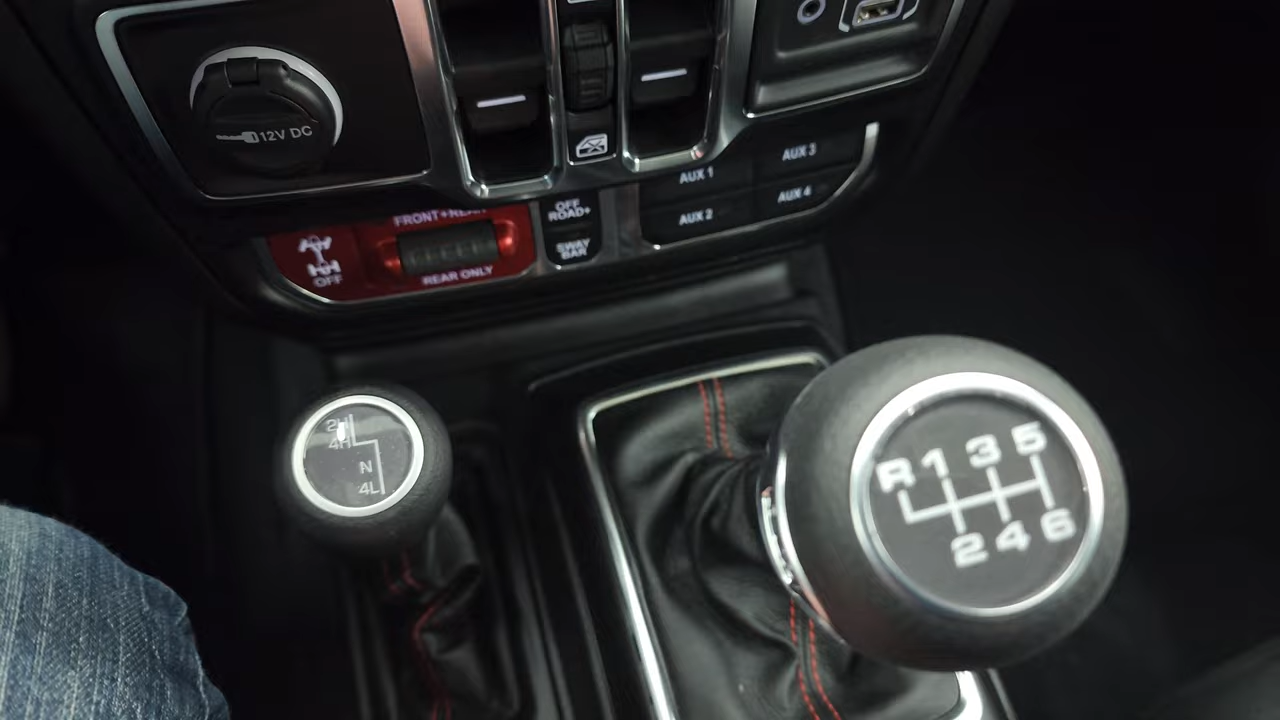 12V DC
AUX 1
AUX 3
AUX 2
AUX 4
FRONT+REAR
OFF
REAR ONLY
OFF
ROAD+
SWAY
BAR
2H
4H
N
4L
R 1 3 5
2 4 6